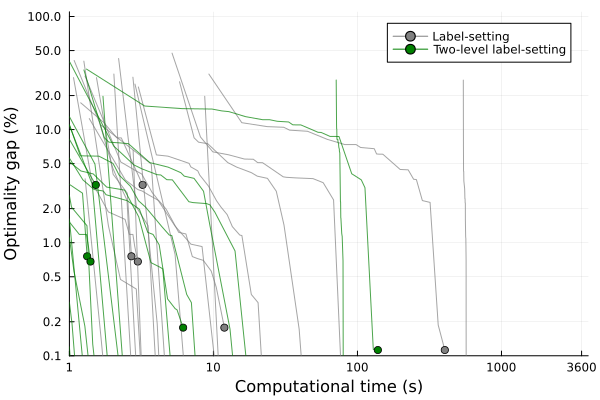 100.0
Label-setting
Two-level label-setting
50.0
20.0
10.0
5.0
2.0
1.0
0.5
0.2
0.1
Optimality gap (%)
1 10 100 1000 3600
Computational time (s)